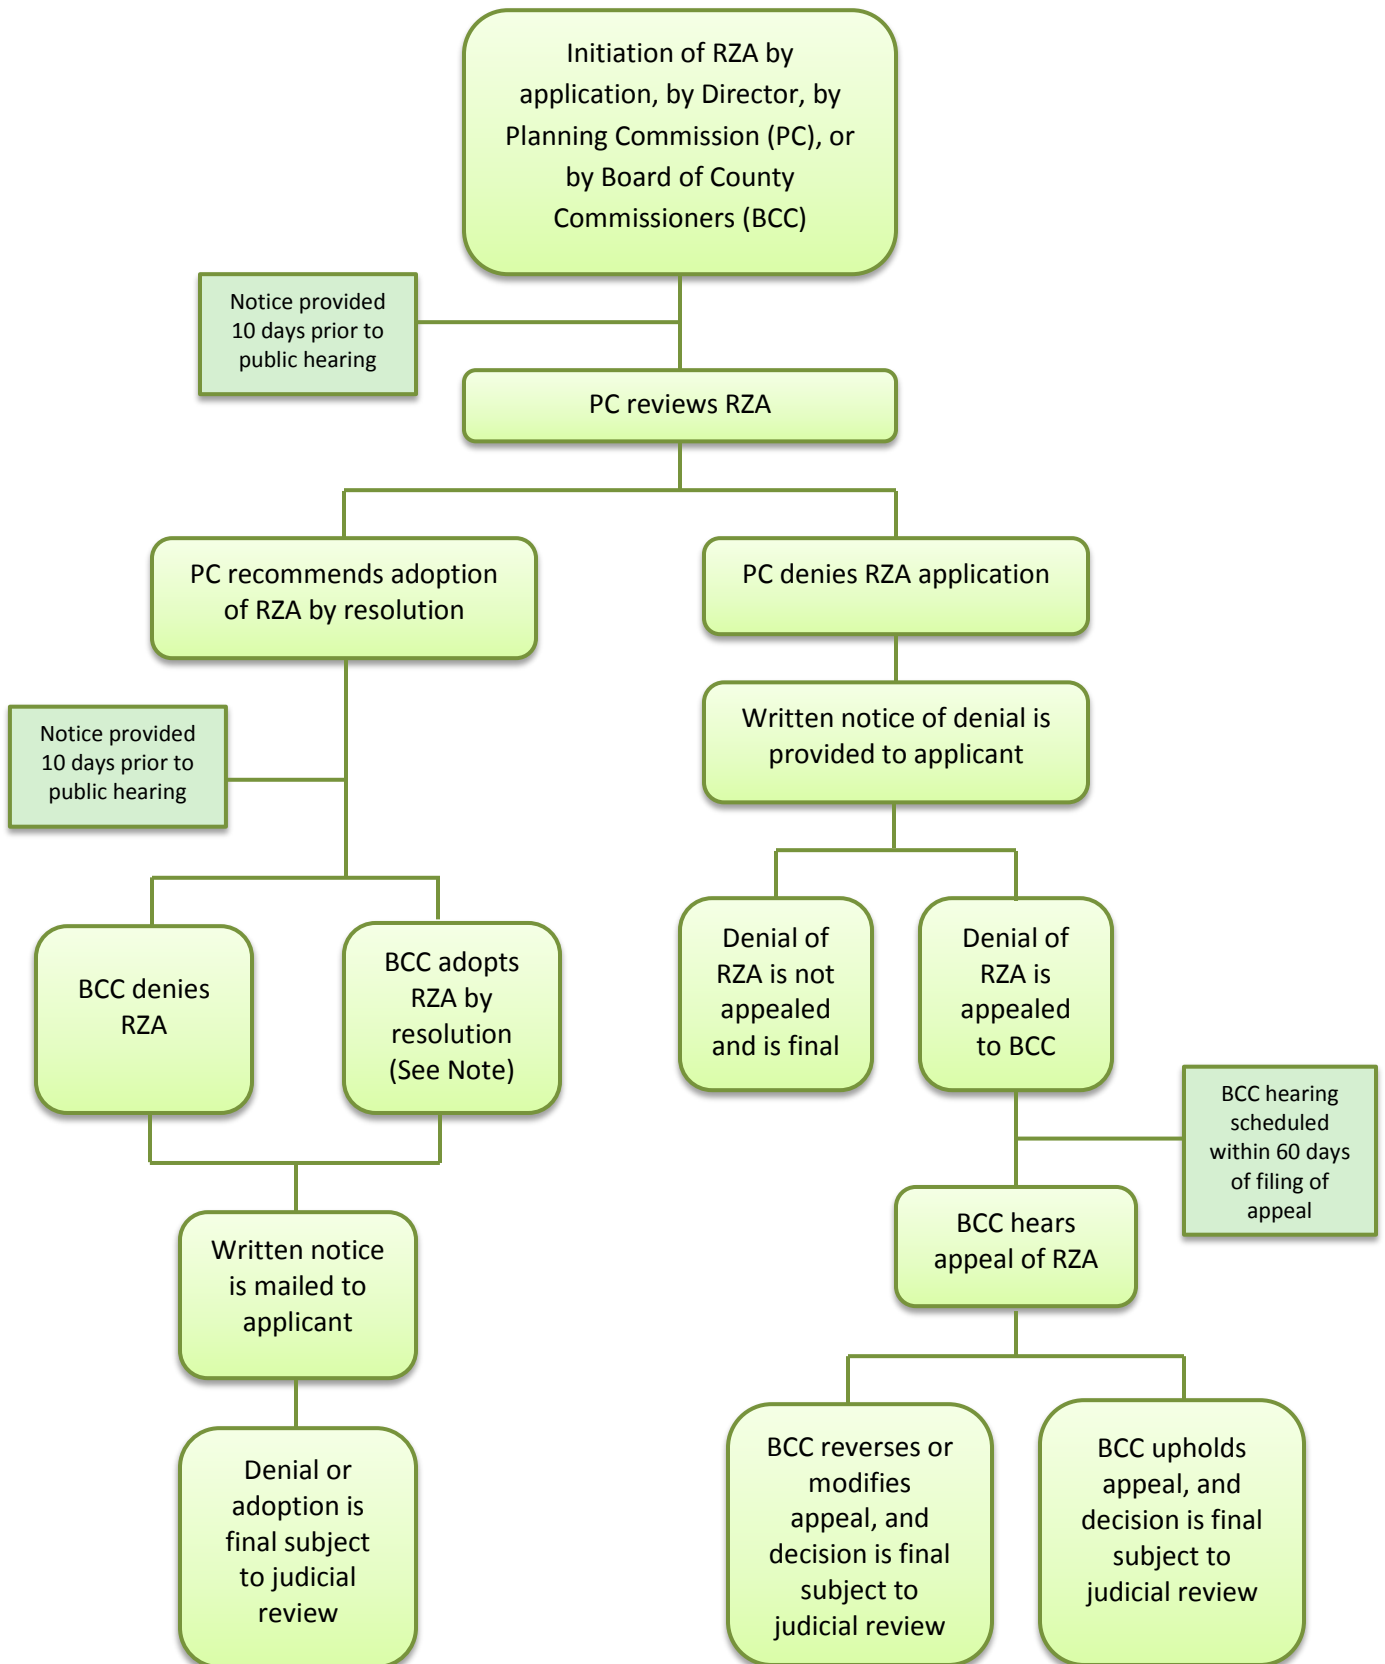 Initiation of RZA by
application, by Director, by
Planning Commission (PC), or
by Board of County
Commissioners (BCC)
Notice provided
10 days prior to
public hearing
PC reviews RZA
PC recommends adoption
of RZA by resolution
PC denies RZA application
Written notice of denial is
provided to applicant
Notice provided
10 days prior to
public hearing
BCC denies
RZA
BCC adopts
RZA by
resolution
(See Note)
Denial of
RZA is not
appealed
and is final
Denial of
RZA is
appealed
to BCC
BCC hearing
scheduled
within 60 days
of filing of
appeal
Written notice
is mailed to
applicant
BCC hears
appeal of RZA
Denial or
adoption is
final subject
to judicial
review
BCC reverses or
modifies
appeal, and
decision is final
subject to
judicial review
BCC upholds
appeal, and
decision is final
subject to
judicial review